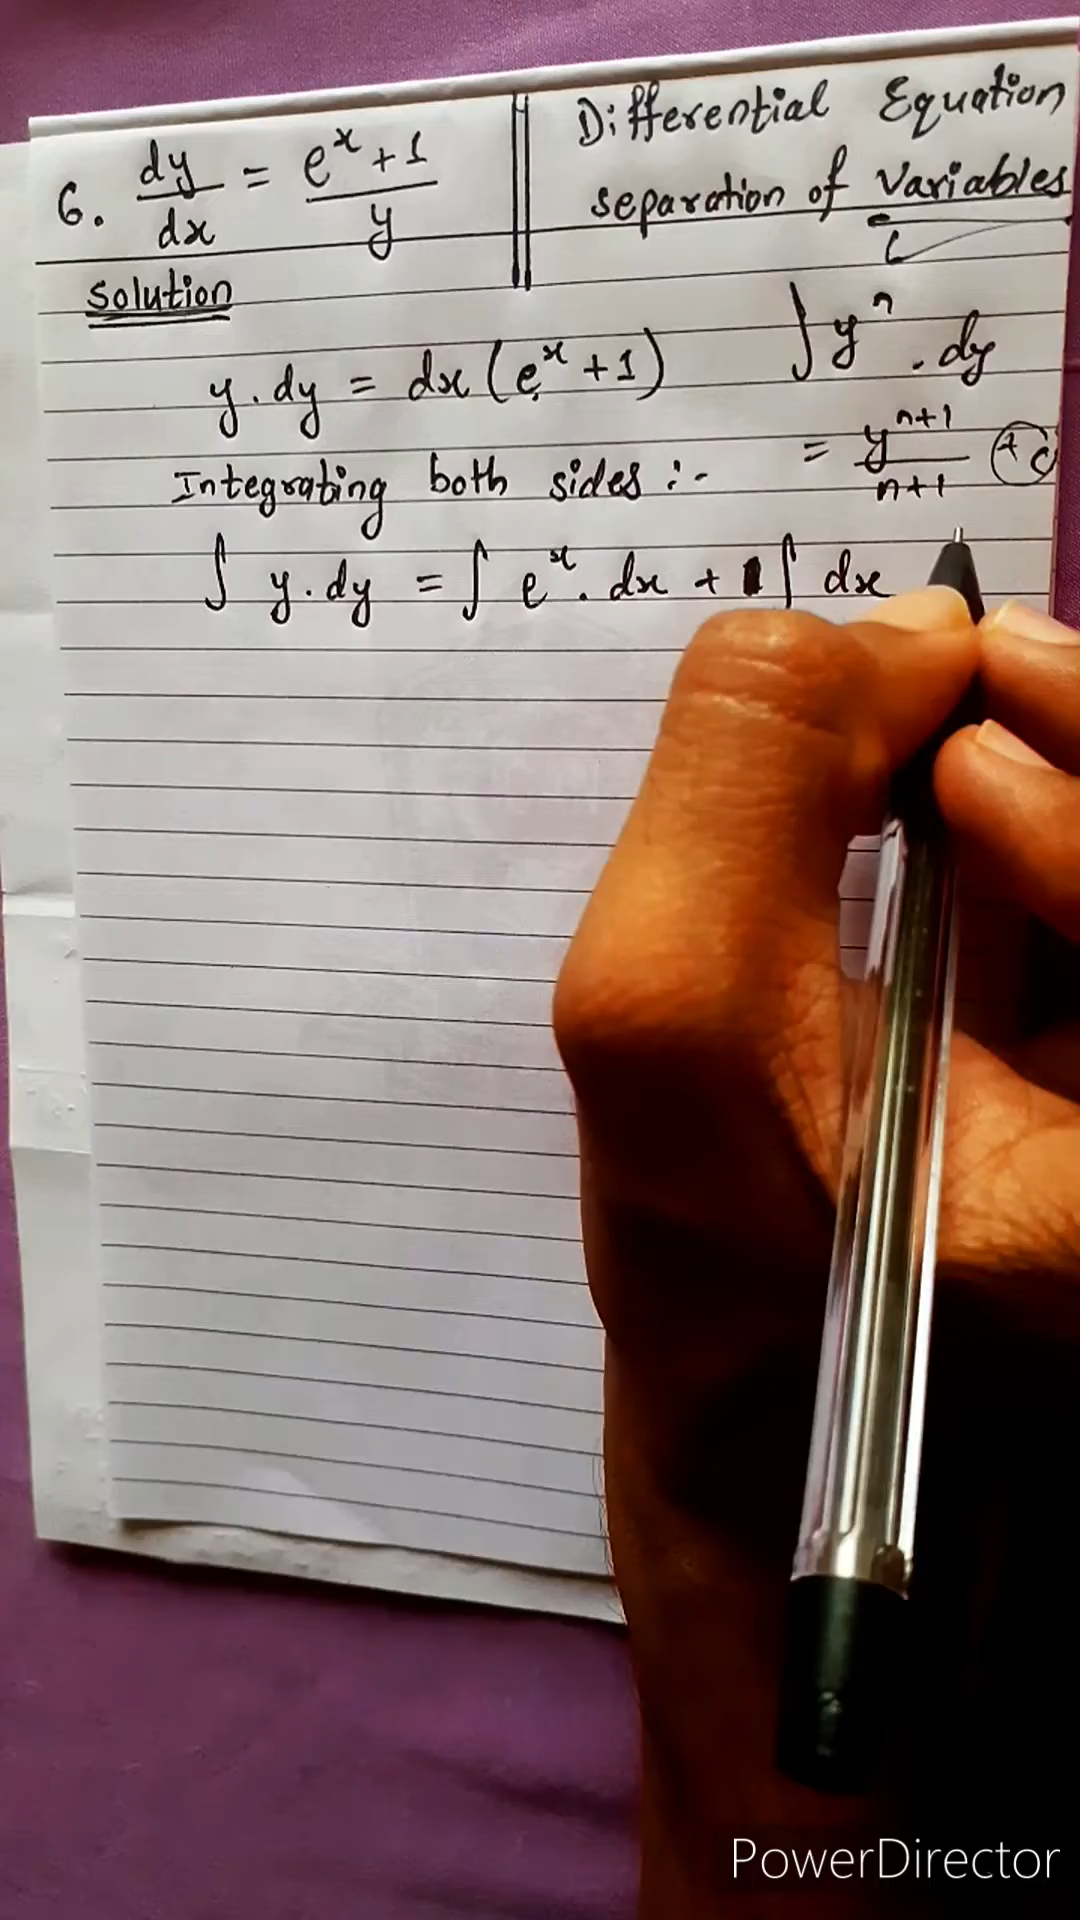 6. dy/dx = e^x + 1 / y
Differential Equation
separation of Variables
solution
y . dy = dx (e^x + 1)
∫ y^n . dy
= y^(n+1) / n+1 + c
Integrating both sides :-
∫ y . dy = ∫ e^x . dx + ∫ dx
PowerDirector